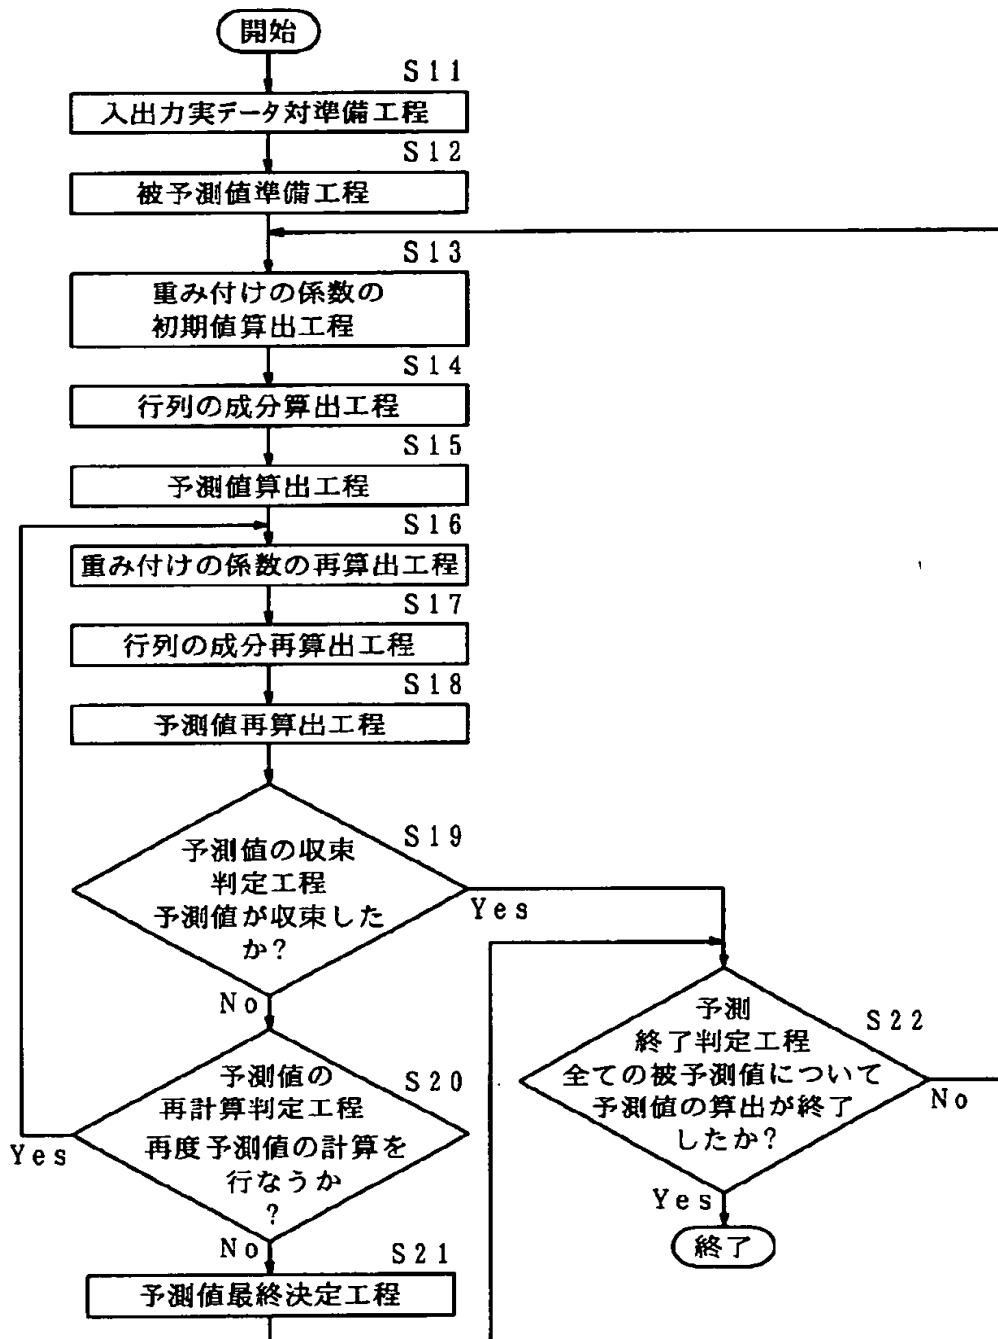 開始
S11
入出力実データ対準備工程
S12
被予測値準備工程
S13
重み付けの係数の
初期値算出工程
S14
行列の成分算出工程
S15
予測値算出工程
S16
重み付けの係数の再算出工程
S17
行列の成分再算出工程
S18
予測値再算出工程
S19
予測値の収束
判定工程
予測値が収束した
か?
Yes
No
S20
予測値の
再計算判定工程
再度予測値の計算を
行なうか
?
Yes
No
S21
予測値最終決定工程
S22
予測
終了判定工程
全ての被予測値について
予測値の算出が終了
したか?
No
Yes
終了